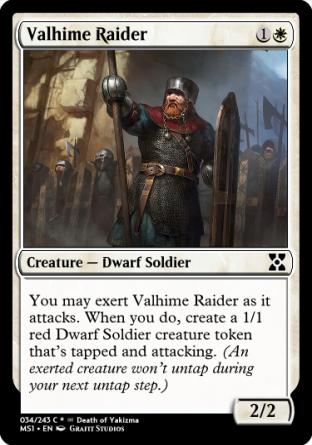 Valhime Raider 1
Creature — Dwarf Soldier
You may exert Valhime Raider as it
attacks. When you do, create a 1/1
red Dwarf Soldier creature token
that's tapped and attacking. (An
exerted creature won't untap during
your next untap step.)
2/2
034/243 C * = Death of Yakizma
MS1 • EN Grafit Studios